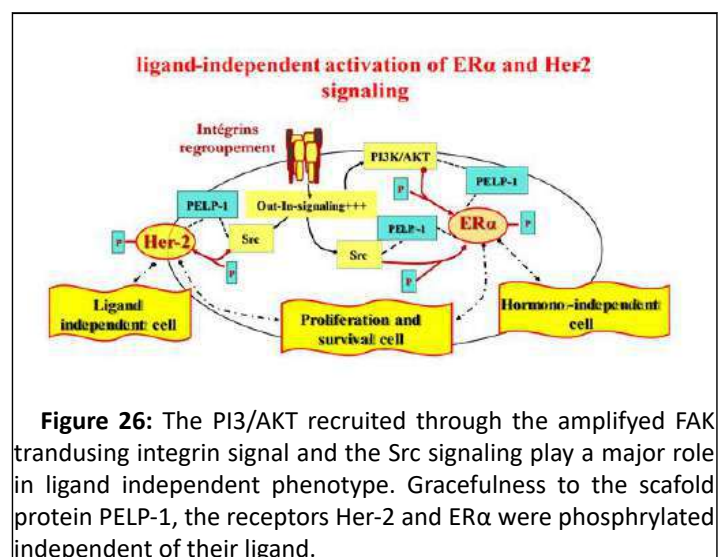 ligand-independent activation of ERα and Her2
signaling
Intégrins
regroupement
PI3K/AKT
P
PELP-1
PELP-1
Out-In-signaling+++
PELP-1
ERα
P
P
Her-2
Src
Src
P
P
Ligand
independent cell
Proliferation and
survival cell
Hormono-independent
cell
Figure 26: The PI3/AKT recruited through the amplifyed FAK
trandusing integrin signal and the Src signaling play a major role
in ligand independent phenotype. Gracefulness to the scafold
protein PELP-1, the receptors Her-2 and ERα were phosphrylated
independent of their ligand.